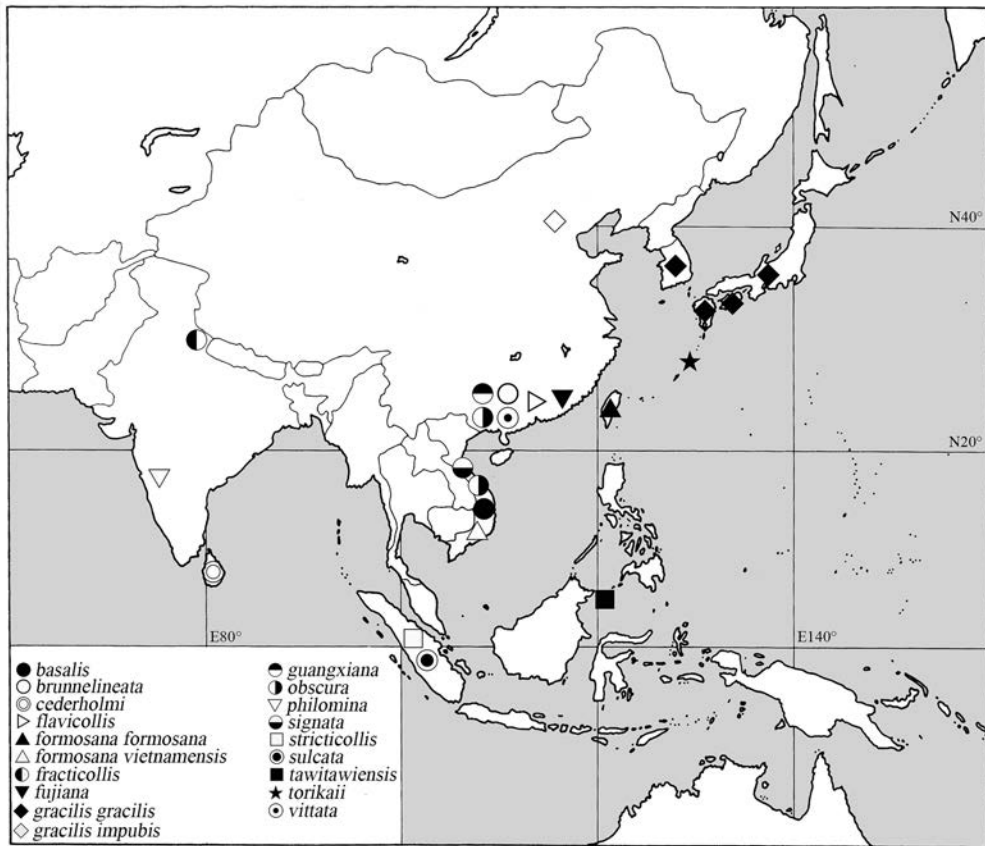 N40°
N20°
E80°
E140°
basalis
brunnelineata
cederholmi
flavicollis
formosana formosana
formosana vietnamensis
fracticollis
fujiana
gracilis gracilis
gracilis impubis
guangxiana
obscura
philomina
signata
stricticollis
sulcata
tawitawiensis
torikaii
vittata